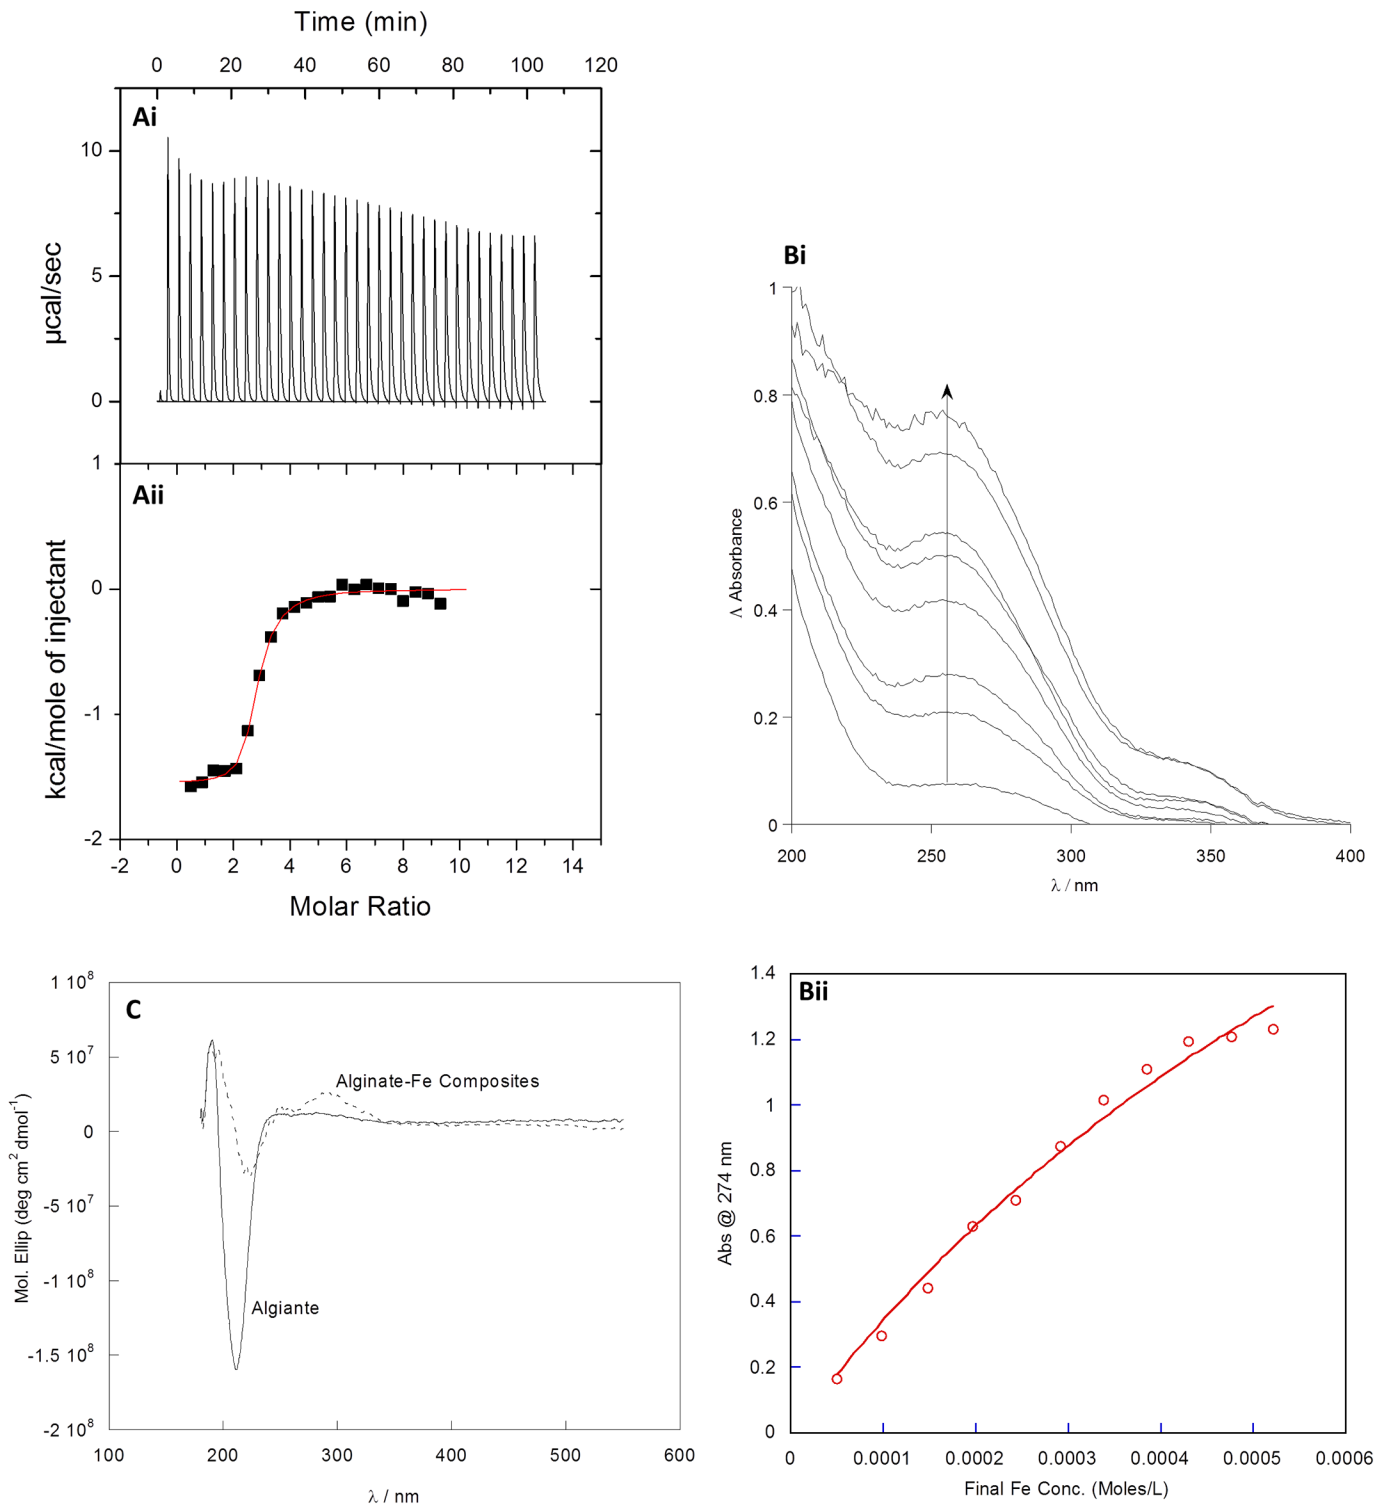 Time (min)
0 20 40 60 80 100 120
Ai
10
5
0
µcal/sec
1
Aii
0
-1
-2
kcal/mole of injectant
-2 0 2 4 6 8 10 12 14
Molar Ratio
Bi
1
0.8
0.6
0.4
0.2
0
Λ Absorbance
200 250 300 350 400
λ / nm
C
1 10⁸
5 10⁷
0
-5 10⁷
-1 10⁸
-1.5 10⁸
-2 10⁸
Mol. Ellip (deg cm² dmol⁻¹)
Alginate-Fe Composites
Algiante
100 200 300 400 500 600
λ / nm
Bii
1.4
1.2
1
0.8
0.6
0.4
0.2
0
Abs @ 274 nm
0 0.0001 0.0002 0.0003 0.0004 0.0005 0.0006
Final Fe Conc. (Moles/L)